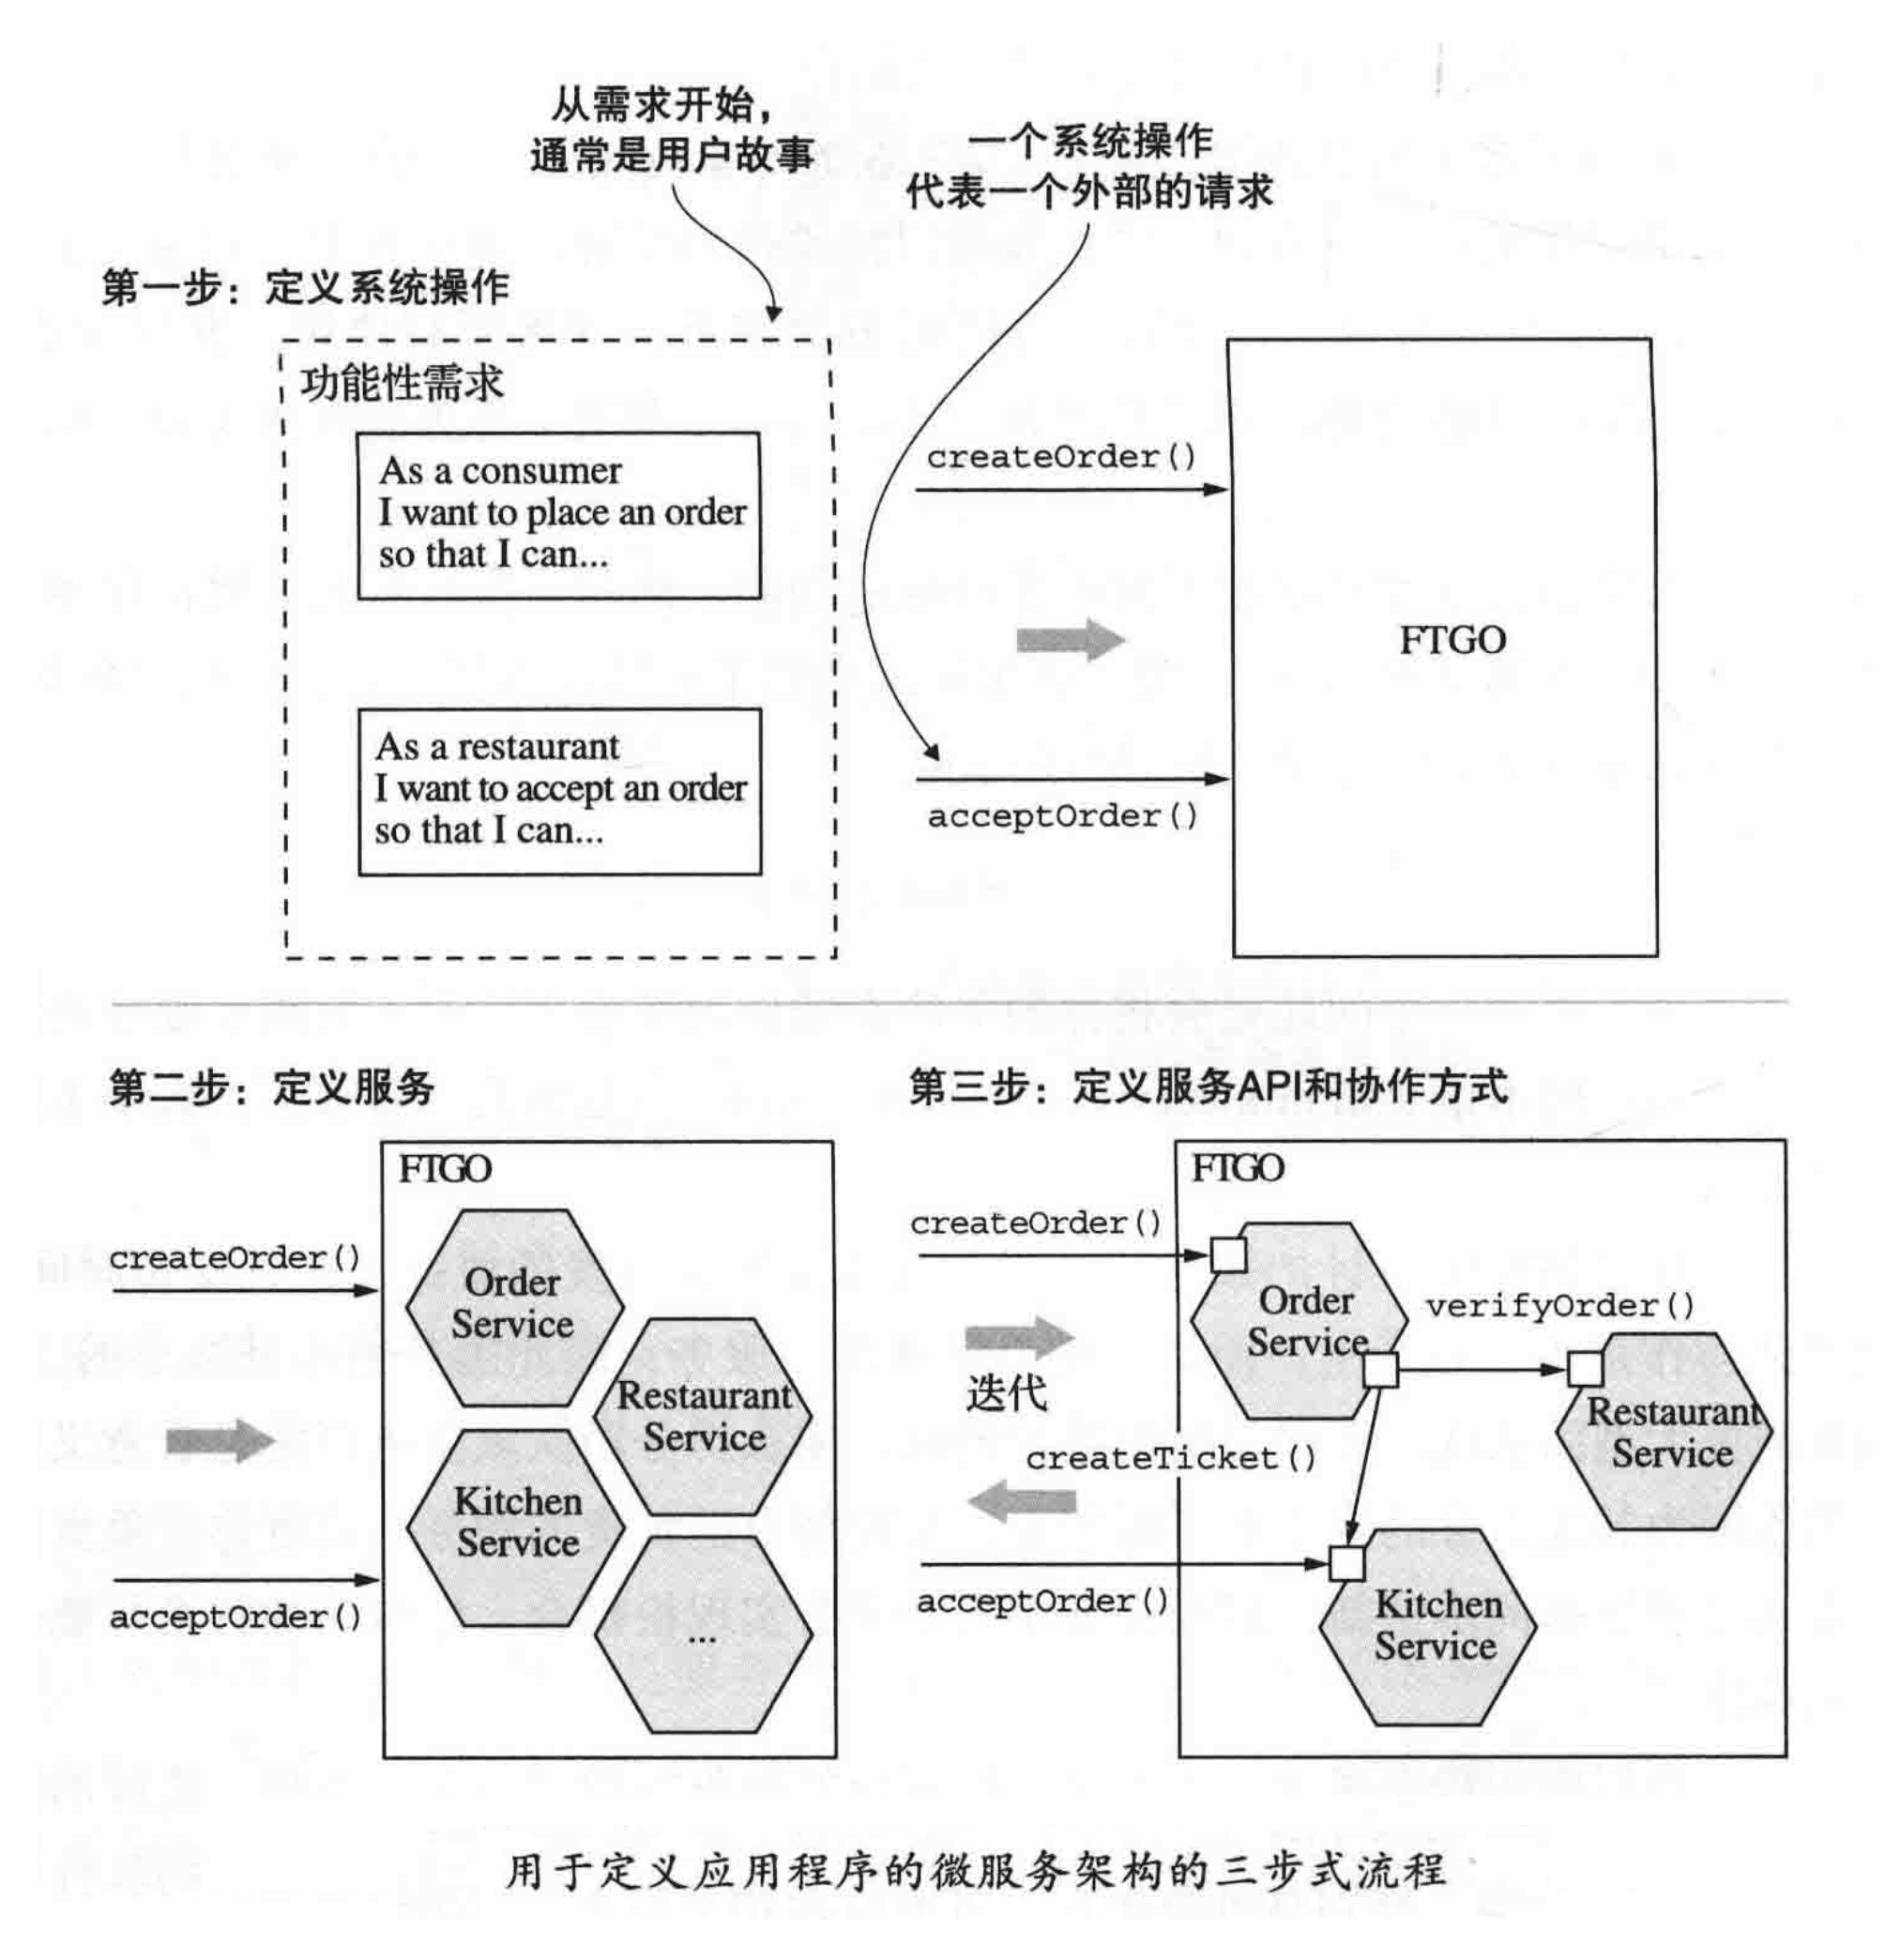 从需求开始，
通常是用户故事
一个系统操作
代表一个外部的请求
第一步：定义系统操作
功能性需求
As a consumer
I want to place an order
so that I can...
As a restaurant
I want to accept an order
so that I can...
createOrder()
FTGO
acceptOrder()
第二步：定义服务
FTGO
createOrder()
Order
Service
Restaurant
Service
Kitchen
Service
...
acceptOrder()
第三步：定义服务API和协作方式
FTGO
createOrder()
Order
Service
verifyOrder()
迭代
Restaurant
Service
createTicket()
acceptOrder()
Kitchen
Service
用于定义应用程序的微服务架构的三步式流程